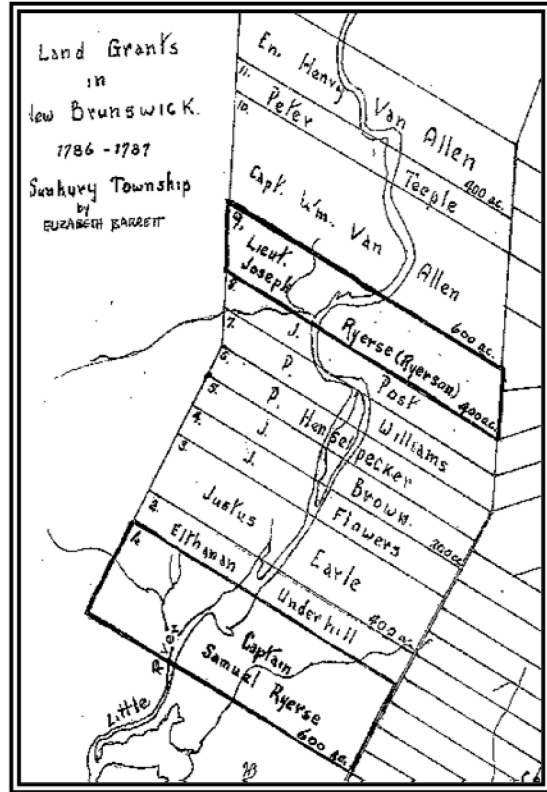 Land Grants
in
New Brunswick.
1786 - 1787
Sunbury Township
by
ELIZABETH BARRETT
En. Henry Van Allen
400 ac.
11.
Peter Teeple
10.
Capt. Wm. Van Allen
600 ac.
9.
Lieut. Joseph Ryerse (Ryerson)
400 ac.
8.
J. Post
7.
P. Williams
6.
P. Henselpecker
5.
J. Brown.
4.
J. Flowers
200 ac
3.
Justus Earle
400 ac.
2.
Elthanan Underhill
1.
Captain
Samuel Ryerse
600 ac.
Little River